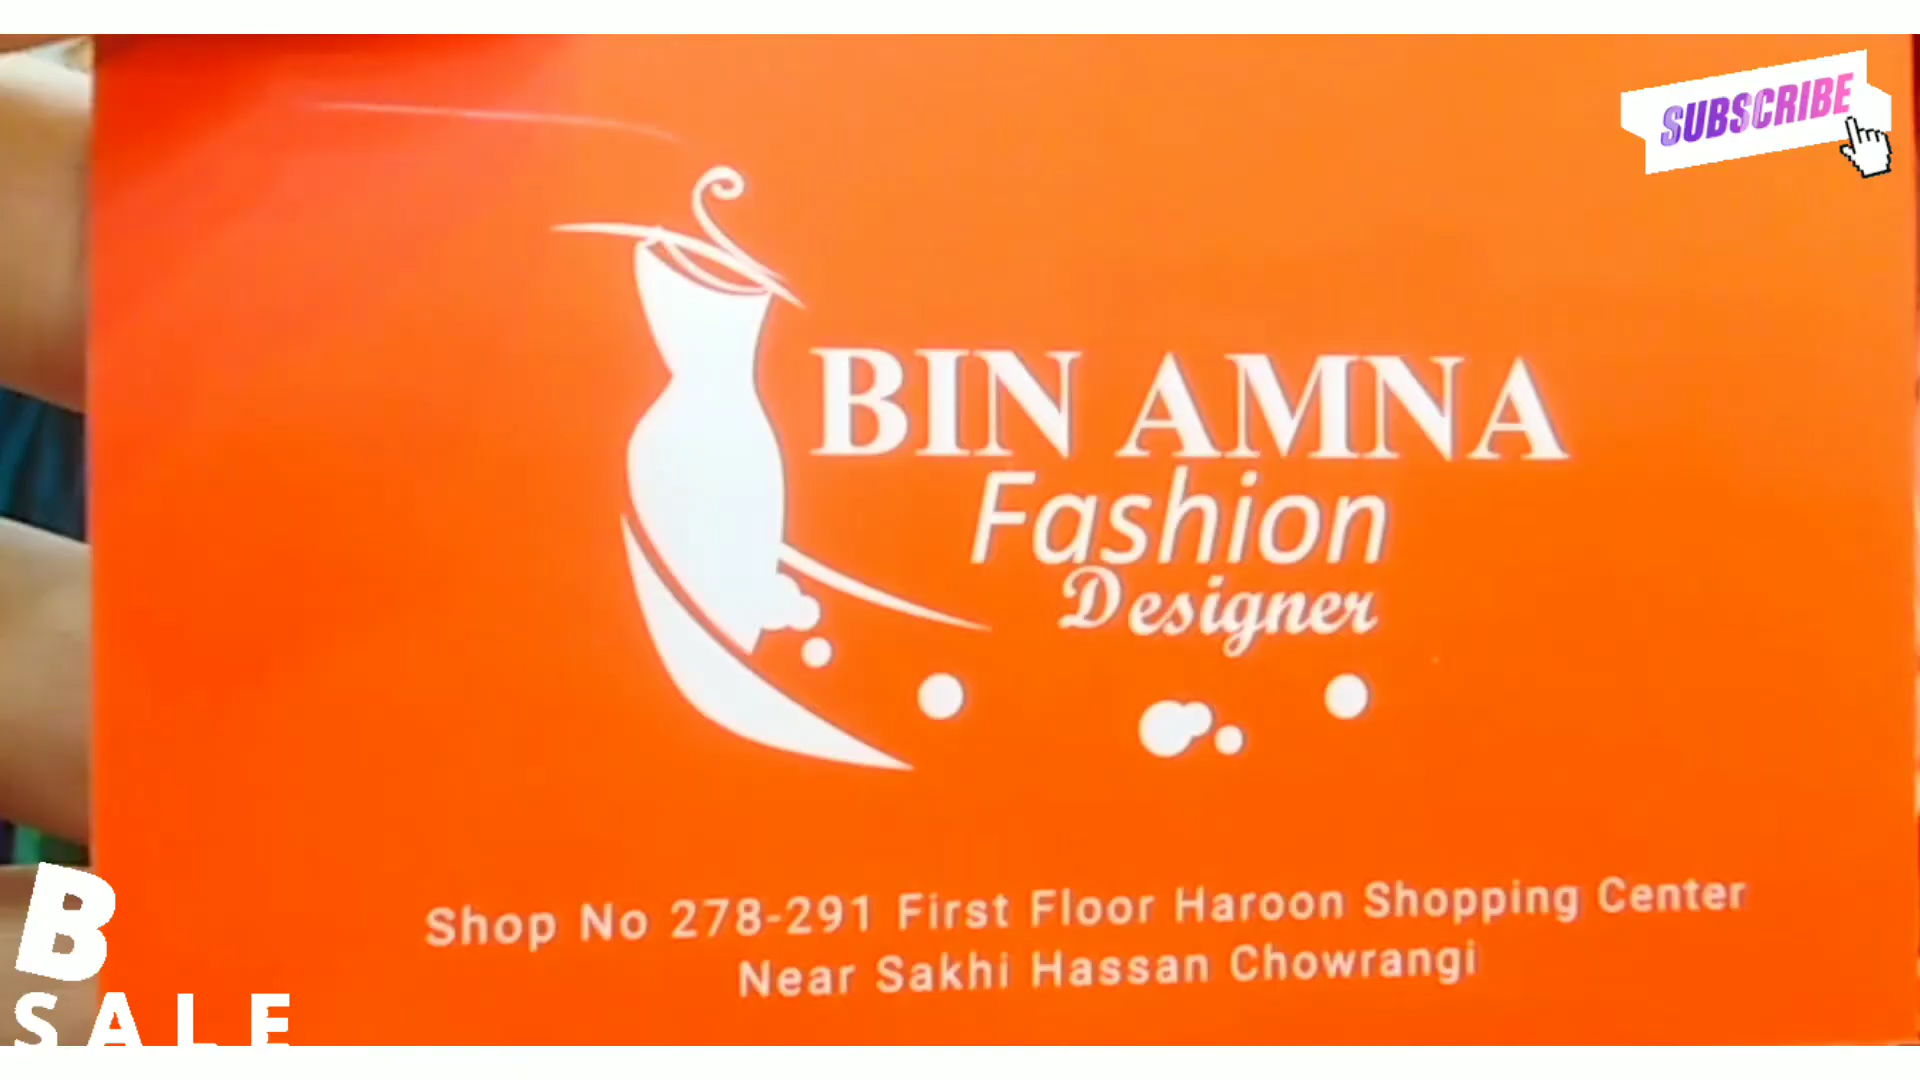 SUBSCRIBE
BIN AMNA
Fashion
Designer
Shop No 278-291 First Floor Haroon Shopping Center
Near Sakhi Hassan Chowrangi
B
SALE